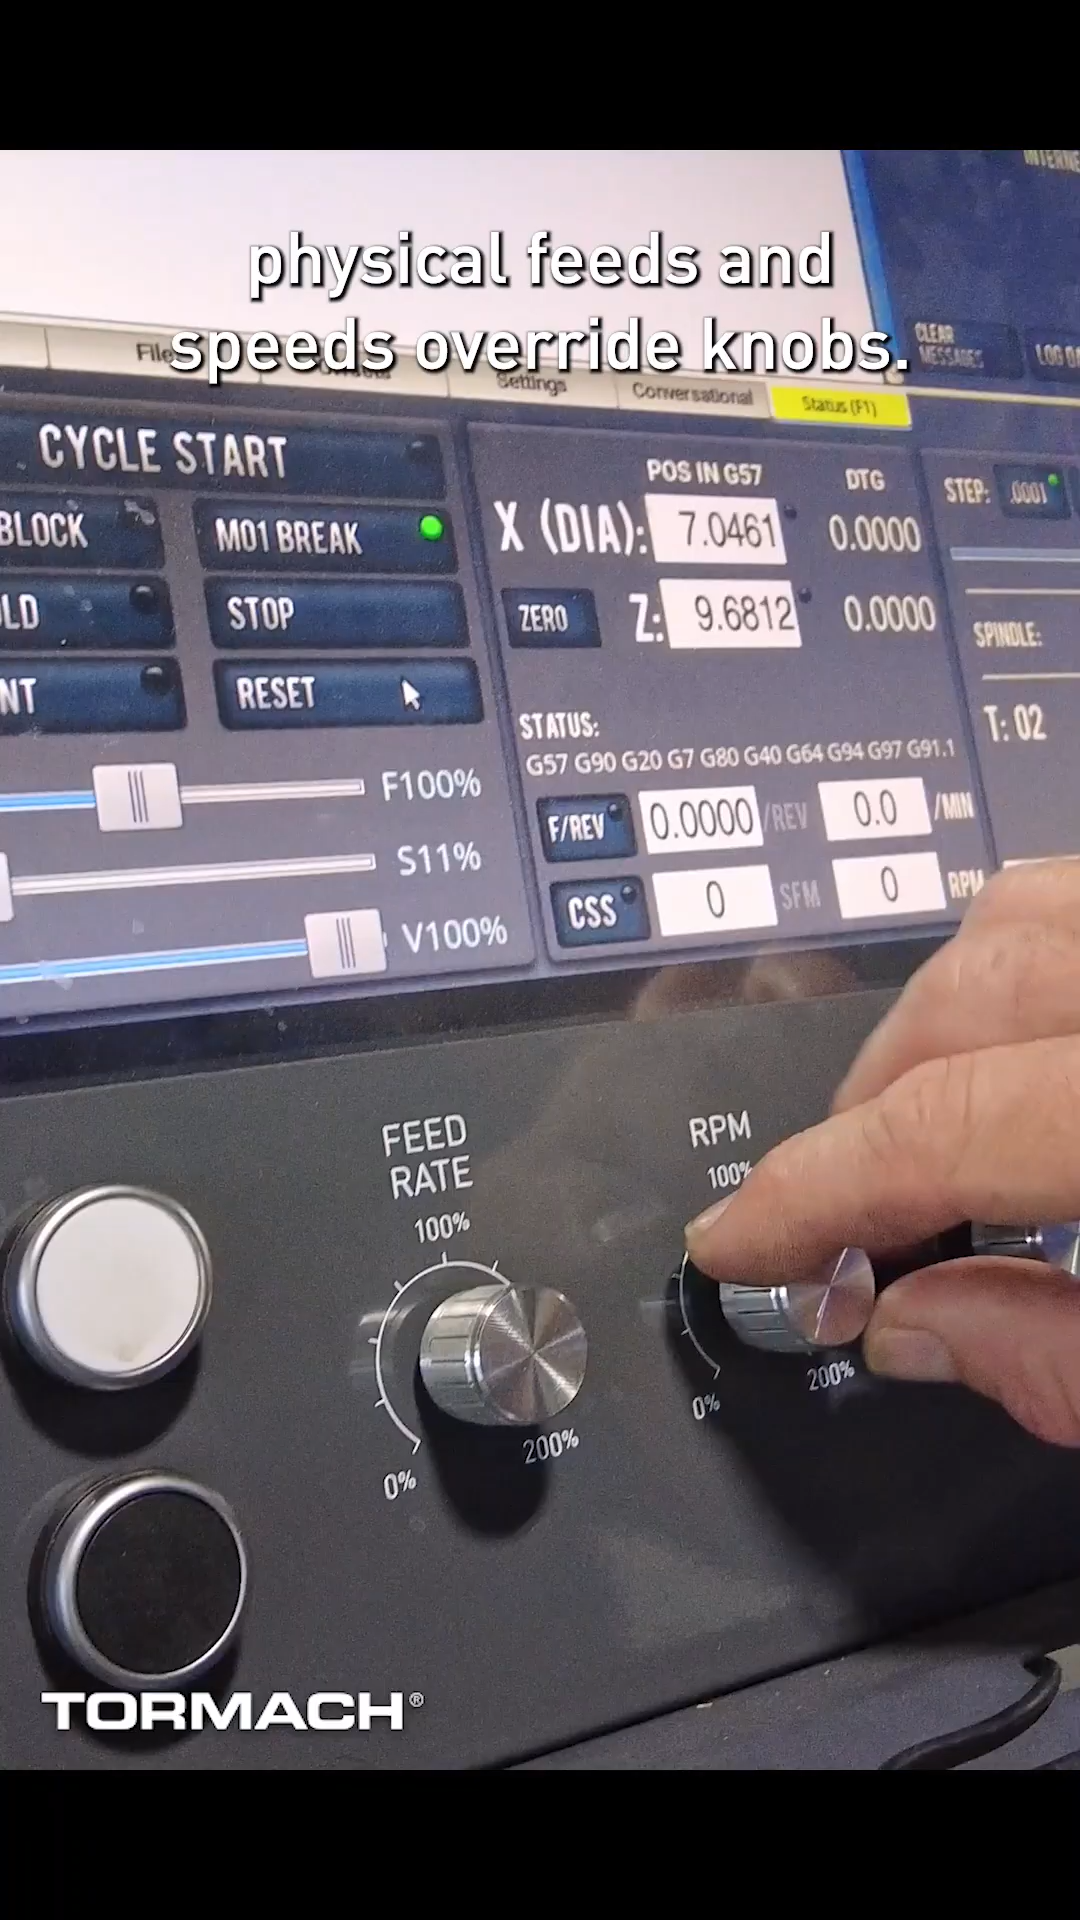 INTERNE
physical feeds and
speeds override knobs.
CLEAR
MESSAGES
LOG DA
File
Settings
Conversational
Status (F1)
CYCLE START
BLOCK
M01 BREAK
LD
STOP
NT
RESET
F100%
S11%
V100%
POS IN G57
DTG
X (DIA):
7.0461
0.0000
ZERO
Z:
9.6812
0.0000
STATUS:
G57 G90 G20 G7 G80 G40 G64 G94 G97 G91.1
F/REV
0.0000
/REV
0.0
/MIN
CSS
0
SFM
0
RPM
STEP:
.0001
SPINDLE:
T: 02
FEED
RATE
100%
0%
200%
RPM
100%
0%
200%
TORMACH®